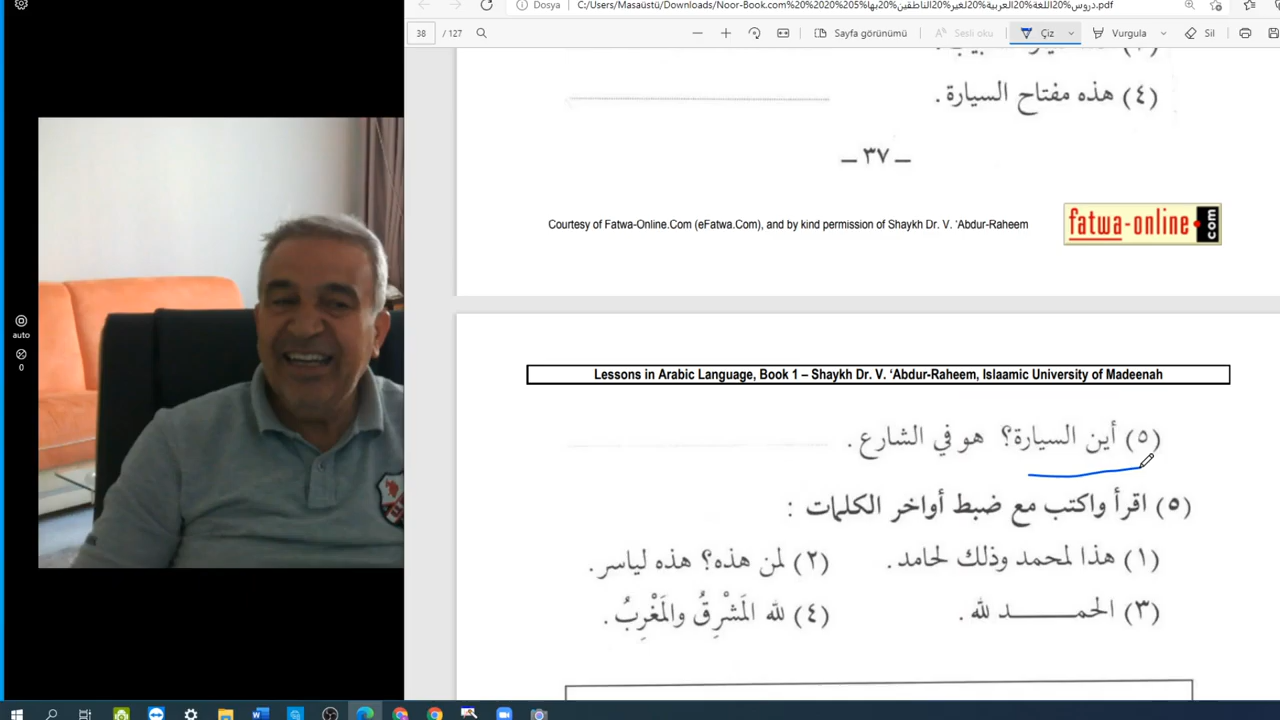 Dosya
C:/Users/Masaüstü/Downloads/Noor-Book.com%20%2020%205دروس%20اللغة%20العربية%20لغير%20الناطقين%20بها.pdf
38 / 127
Sayfa görünümü
Sesli oku
Çiz
Vurgula
Sil
(٤) هذه مفتاح السيارة .
– ٣٧ –
Courtesy of Fatwa-Online.Com (eFatwa.Com), and by kind permission of Shaykh Dr. V. ‘Abdur-Raheem
fatwa-online.com
auto
0
Lessons in Arabic Language, Book 1 – Shaykh Dr. V. ‘Abdur-Raheem, Islaamic University of Madeenah
(٥) أين السيارة؟ هو في الشارع .
(٥) اقرأ واكتب مع ضبط أواخر الكلمات :
(١) هذا لمحمد وذلك لحامد . (٢) لمن هذه؟ هذه لياسر .
(٣) الحمـــــــد لله . (٤) لله المَشْرِقُ والمَغْرِبُ .